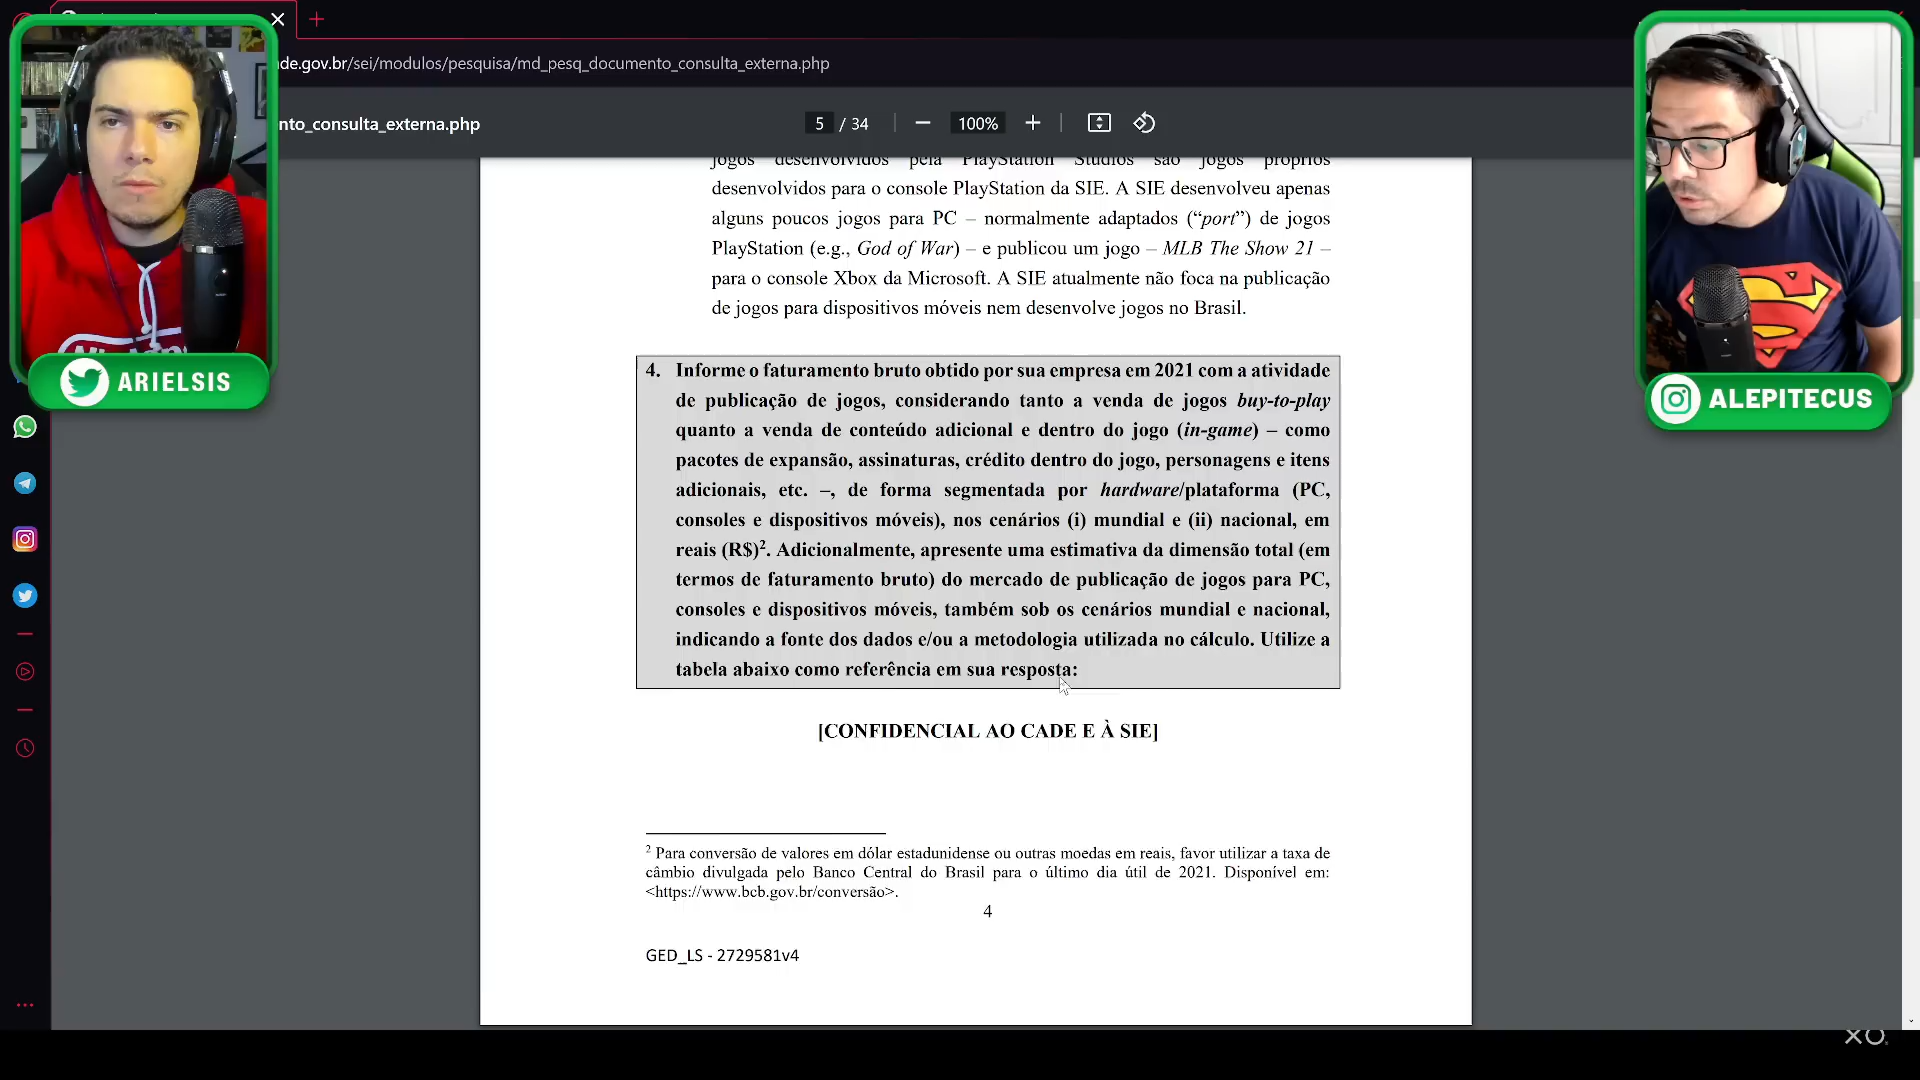 de.gov.br/sei/modulos/pesquisa/md_pesq_documento_consulta_externa.php
nto_consulta_externa.php
5 / 34
100%
jogos desenvolvidos pela PlayStation Studios são jogos próprios
desenvolvidos para o console PlayStation da SIE. A SIE desenvolveu apenas
alguns poucos jogos para PC – normalmente adaptados (“port”) de jogos
PlayStation (e.g., God of War) – e publicou um jogo – MLB The Show 21 –
para o console Xbox da Microsoft. A SIE atualmente não foca na publicação
de jogos para dispositivos móveis nem desenvolve jogos no Brasil.
4. Informe o faturamento bruto obtido por sua empresa em 2021 com a atividade
de publicação de jogos, considerando tanto a venda de jogos buy-to-play
quanto a venda de conteúdo adicional e dentro do jogo (in-game) – como
pacotes de expansão, assinaturas, crédito dentro do jogo, personagens e itens
adicionais, etc. –, de forma segmentada por hardware/plataforma (PC,
consoles e dispositivos móveis), nos cenários (i) mundial e (ii) nacional, em
reais (R$)2. Adicionalmente, apresente uma estimativa da dimensão total (em
termos de faturamento bruto) do mercado de publicação de jogos para PC,
consoles e dispositivos móveis, também sob os cenários mundial e nacional,
indicando a fonte dos dados e/ou a metodologia utilizada no cálculo. Utilize a
tabela abaixo como referência em sua resposta:
[CONFIDENCIAL AO CADE E À SIE]
2 Para conversão de valores em dólar estadunidense ou outras moedas em reais, favor utilizar a taxa de
câmbio divulgada pelo Banco Central do Brasil para o último dia útil de 2021. Disponível em:
<https://www.bcb.gov.br/conversão>.
4
GED_LS - 2729581v4
ARIELSIS
ALEPITECUS
XO.